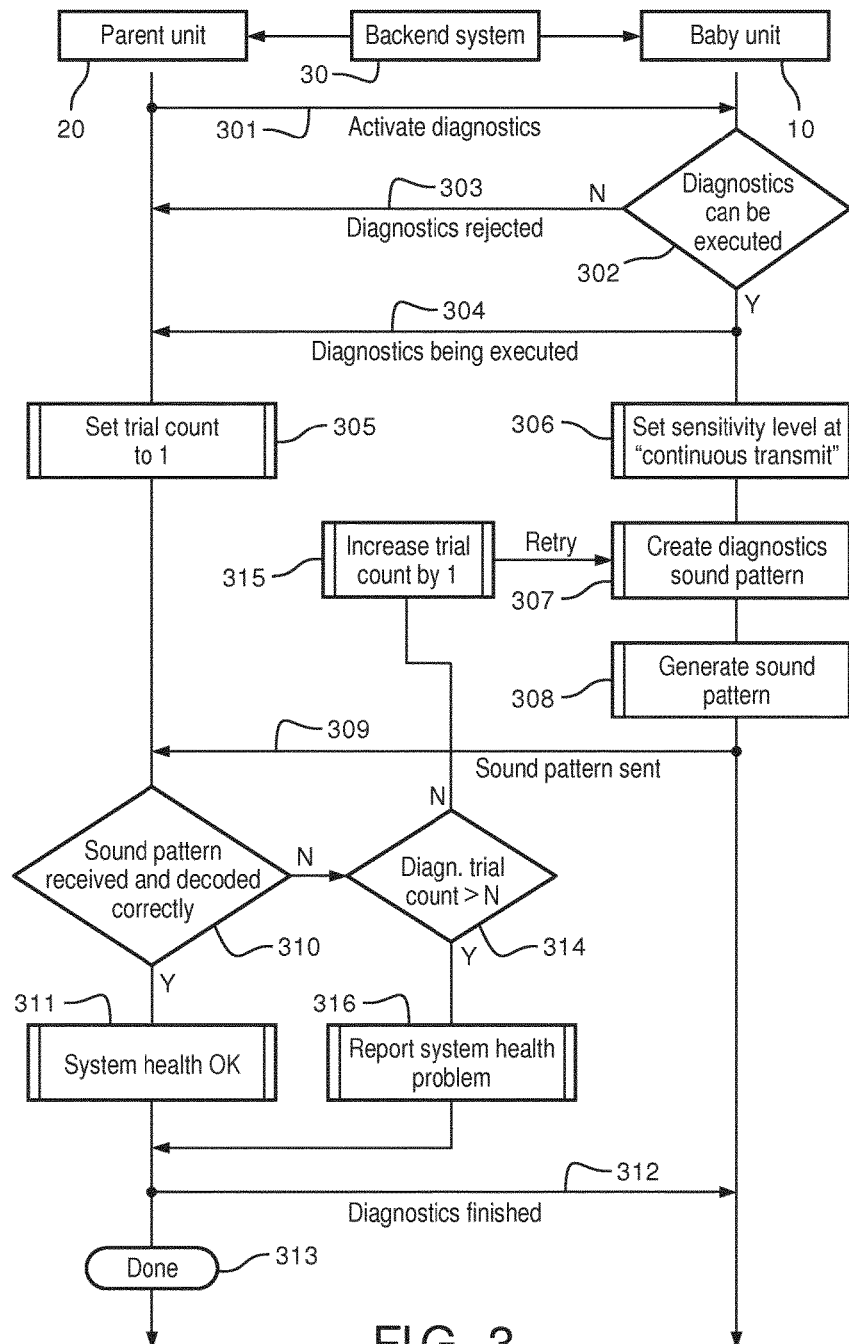 Parent unit
Backend system
Baby unit
20
30
10
301
Activate diagnostics
303
N
Diagnostics rejected
Diagnostics
can be
executed
302
Y
304
Diagnostics being executed
Set trial count
to 1
305
306
Set sensitivity level at
“continuous transmit”
315
Increase trial
count by 1
Retry
Create diagnostics
sound pattern
307
Generate sound
pattern
308
309
Sound pattern sent
N
Sound pattern
received and decoded
correctly
N
Diagn. trial
count > N
310
314
Y
Y
311
316
System health OK
Report system health
problem
312
Diagnostics finished
Done
313
FIG. 3